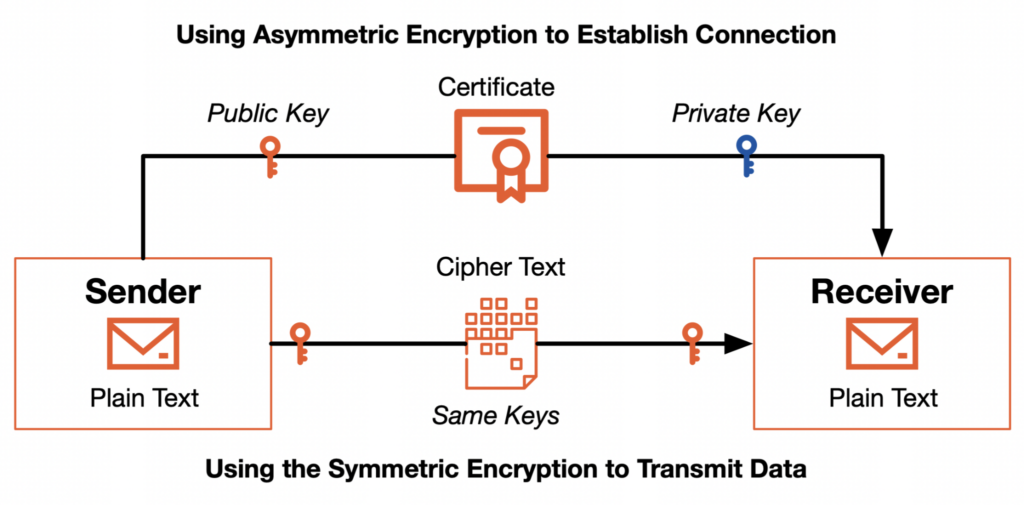 Using Asymmetric Encryption to Establish Connection
Certificate
Public Key
Private Key
Sender
Plain Text
Cipher Text
Same Keys
Receiver
Plain Text
Using the Symmetric Encryption to Transmit Data